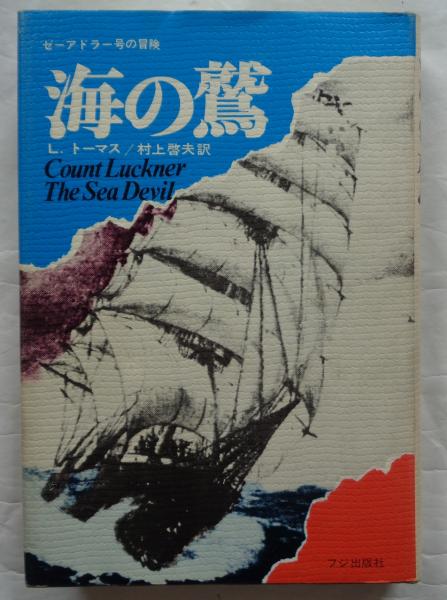 ゼーアドラー号の冒険
海の鷲
L. トーマス/村上啓夫訳
Count Luckner
The Sea Devil
フジ出版社